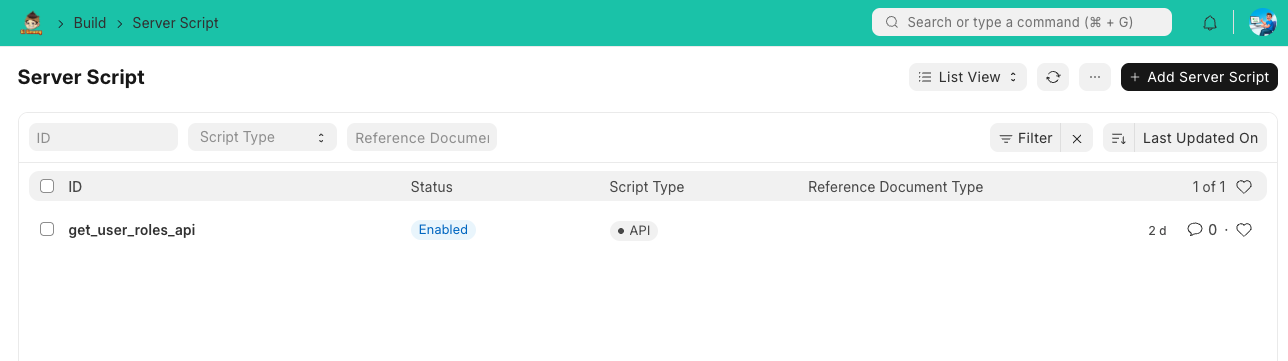 Build > Server Script
Search or type a command (⌘ + G)
Server Script
List View
...
+ Add Server Script
ID
Script Type
Reference Documen
Filter
Last Updated On
ID Status Script Type Reference Document Type 1 of 1
get_user_roles_api Enabled • API 2 d 0 ·